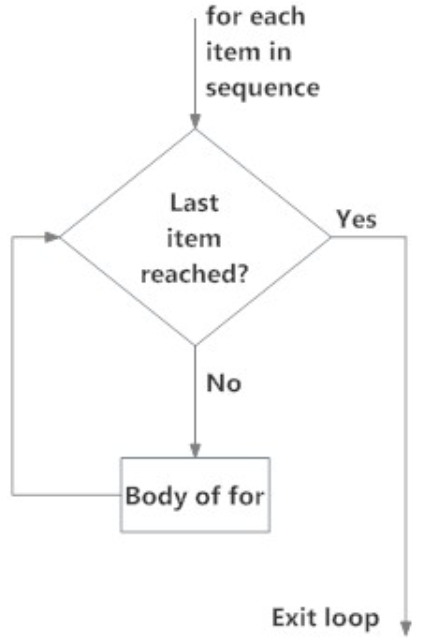 for each
item in
sequence
Last
item
reached?
Yes
No
Body of for
Exit loop